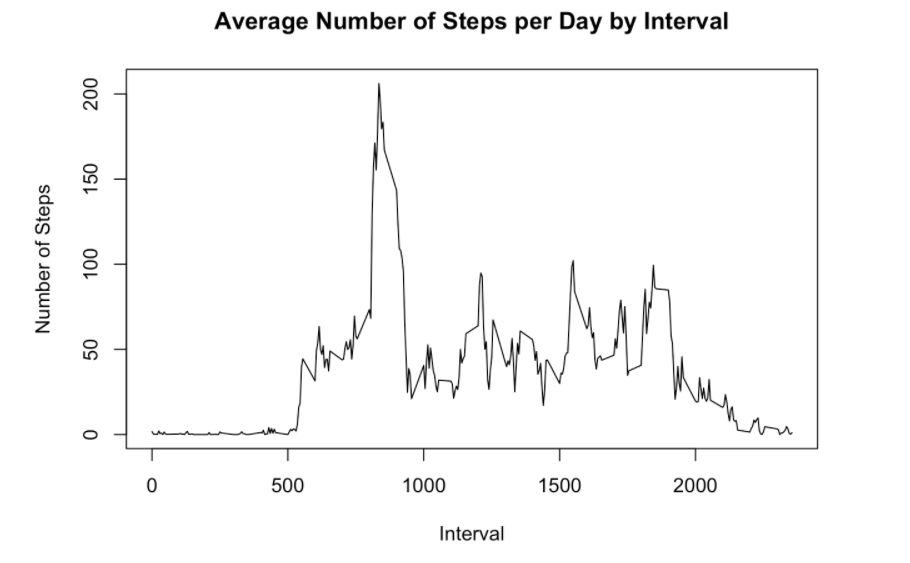 Average Number of Steps per Day by Interval
200
150
100
50
0
Number of Steps
0 500 1000 1500 2000
Interval